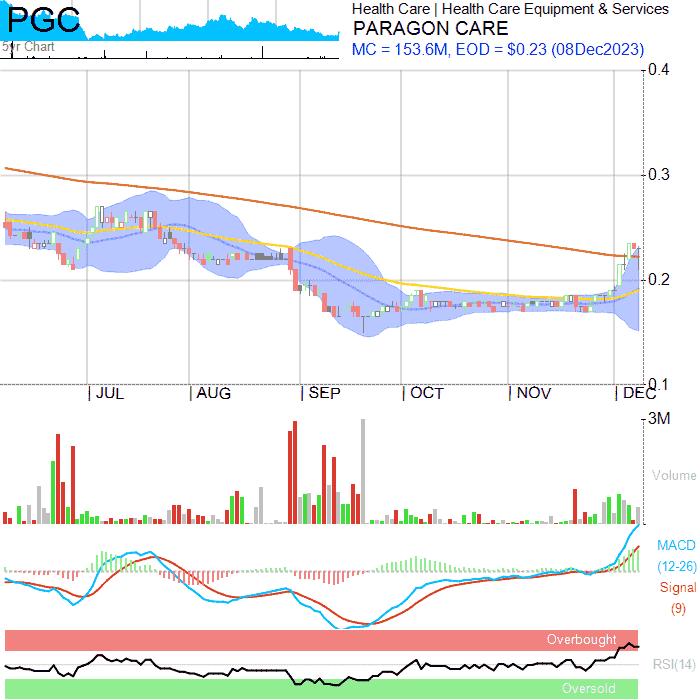 PGC
5yr Chart
Health Care | Health Care Equipment & Services
PARAGON CARE
MC = 153.6M, EOD = $0.23 (08Dec2023)
0.4
0.3
0.2
0.1
JUL AUG SEP OCT NOV DEC
3M
Volume
MACD
(12-26)
Signal
(9)
Overbought
RSI(14)
Oversold